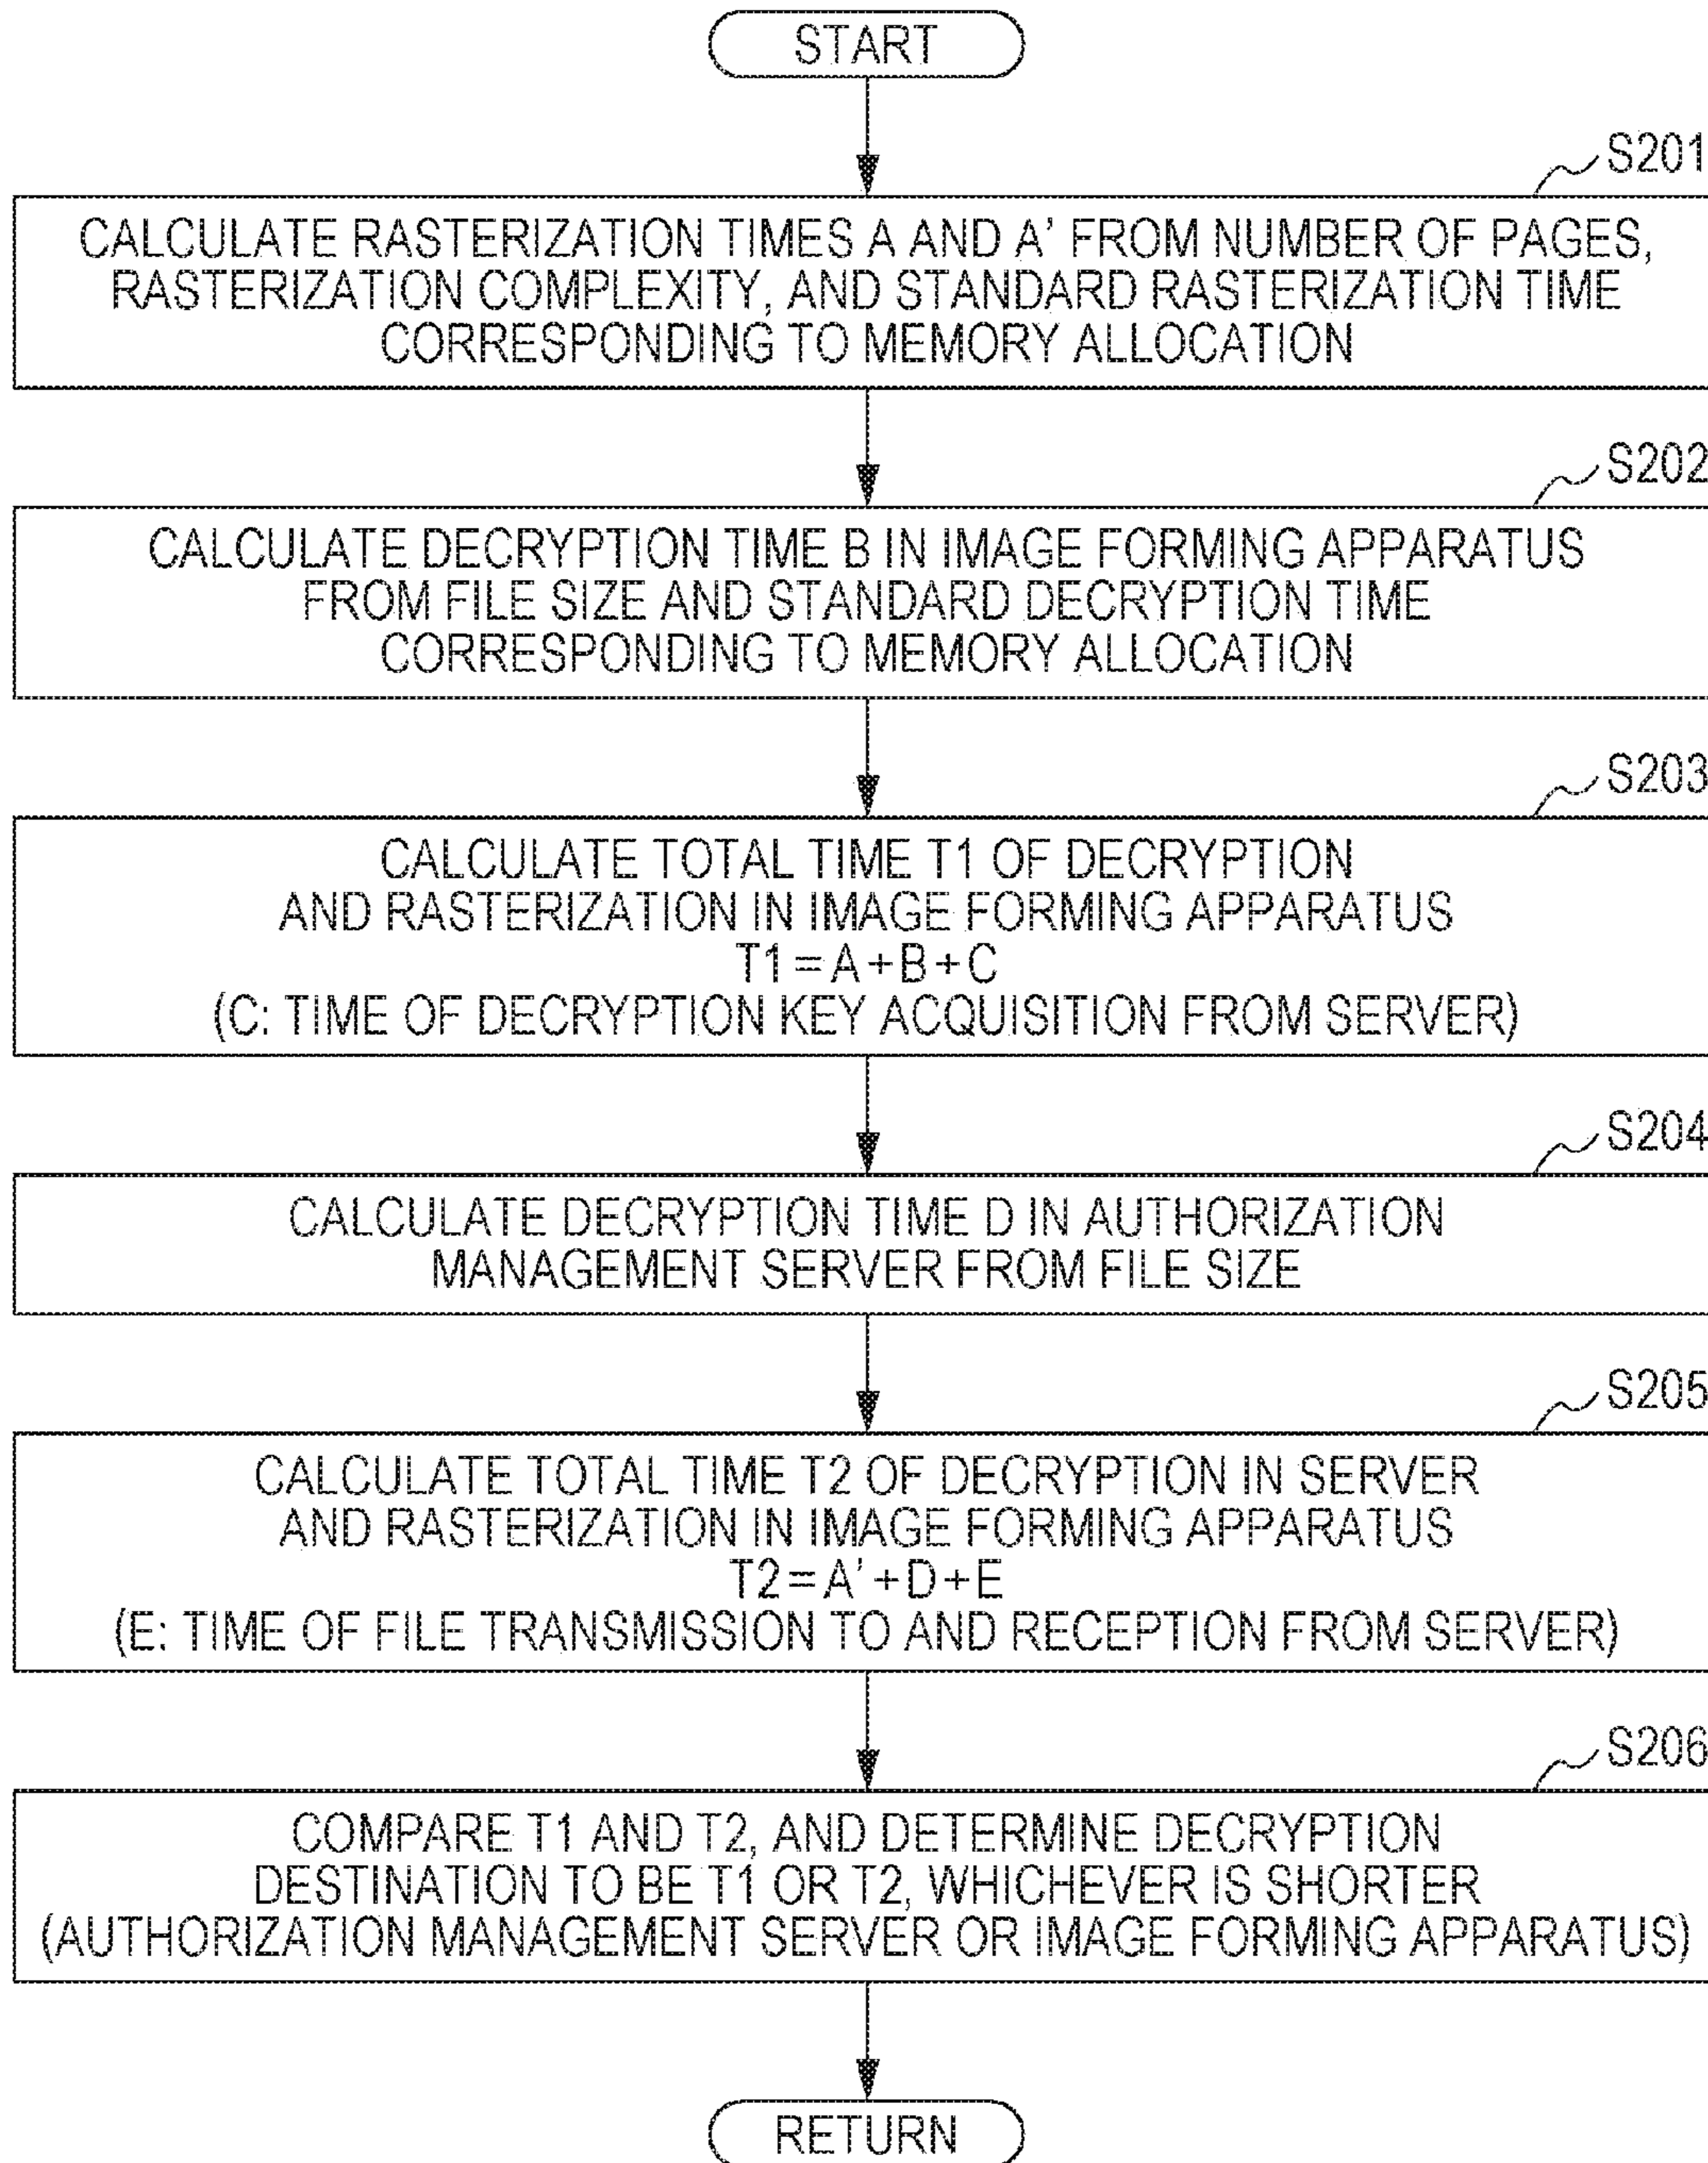 START
S201
CALCULATE RASTERIZATION TIMES A AND A' FROM NUMBER OF PAGES,
RASTERIZATION COMPLEXITY, AND STANDARD RASTERIZATION TIME
CORRESPONDING TO MEMORY ALLOCATION
S202
CALCULATE DECRYPTION TIME B IN IMAGE FORMING APPARATUS
FROM FILE SIZE AND STANDARD DECRYPTION TIME
CORRESPONDING TO MEMORY ALLOCATION
S203
CALCULATE TOTAL TIME T1 OF DECRYPTION
AND RASTERIZATION IN IMAGE FORMING APPARATUS
T1=A+B+C
(C: TIME OF DECRYPTION KEY ACQUISITION FROM SERVER)
S204
CALCULATE DECRYPTION TIME D IN AUTHORIZATION
MANAGEMENT SERVER FROM FILE SIZE
S205
CALCULATE TOTAL TIME T2 OF DECRYPTION IN SERVER
AND RASTERIZATION IN IMAGE FORMING APPARATUS
T2=A'+D+E
(E: TIME OF FILE TRANSMISSION TO AND RECEPTION FROM SERVER)
S206
COMPARE T1 AND T2, AND DETERMINE DECRYPTION
DESTINATION TO BE T1 OR T2, WHICHEVER IS SHORTER
(AUTHORIZATION MANAGEMENT SERVER OR IMAGE FORMING APPARATUS)
RETURN